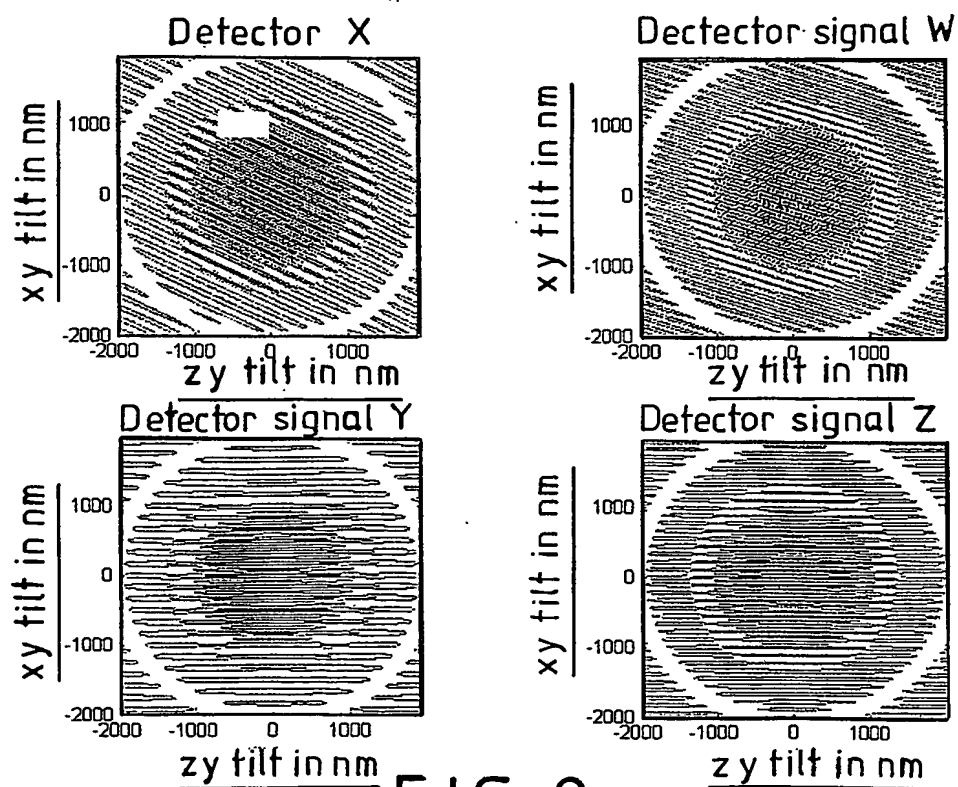 Detector X
xy tilt in nm
1000
0
-1000
-2000
-2000 -1000 0 1000
zy tilt in nm
Dectector signal W
xy tilt in nm
1000
0
-1000
-2000
-2000 -1000 0 1000
zy tilt in nm
Detector signal Y
xy tilt in nm
1000
0
-1000
-2000
-2000 -1000 0 1000
zy tilt in nm
Detector signal Z
xy tilt in nm
1000
0
-1000
-2000
-2000 -1000 0 1000
zy tilt in nm